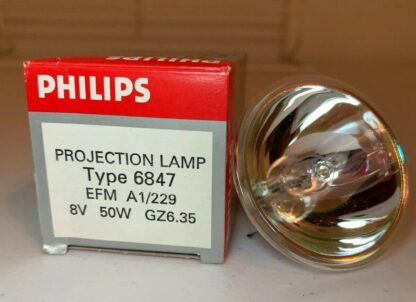 PHILIPS
PROJECTION LAMP
Type 6847
EFM A1/229
8V 50W GZ6.35